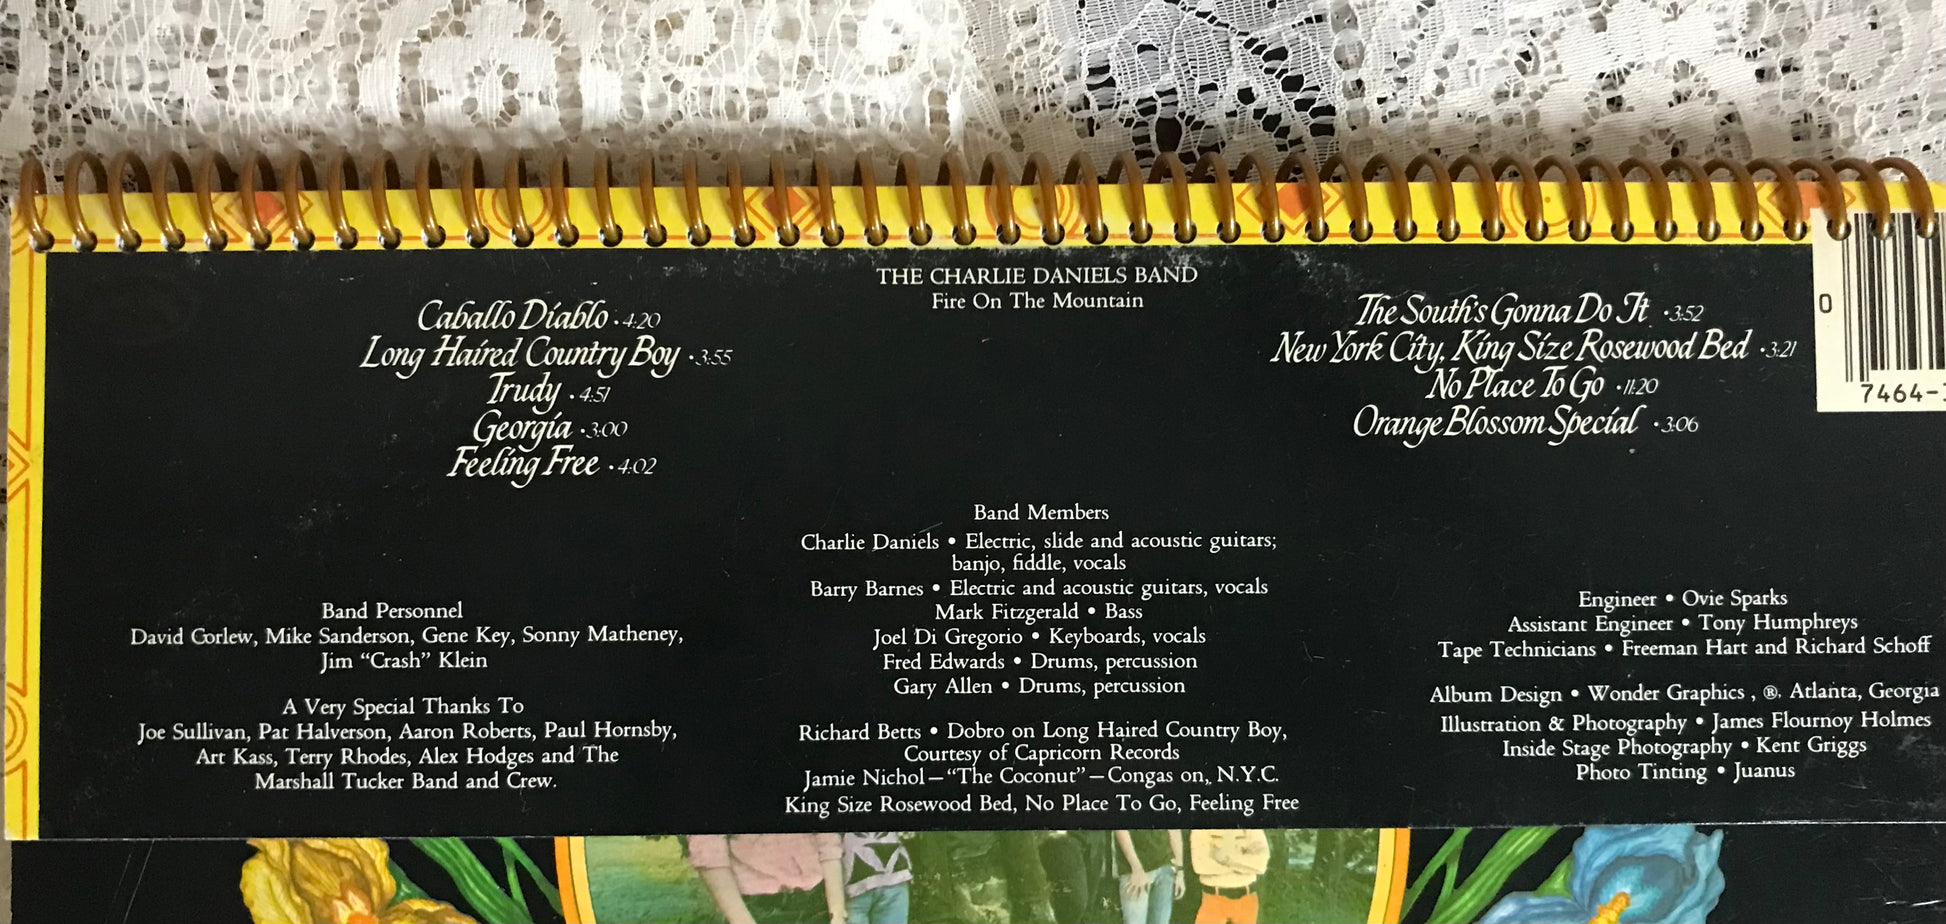 THE CHARLIE DANIELS BAND
Fire On The Mountain
Caballo Diablo · 4:20
Long Haired Country Boy · 3:55
Trudy · 4:51
Georgia · 3:00
Feeling Free · 4:02
The South's Gonna Do It · 3:52
New York City, King Size Rosewood Bed · 3:21
No Place To Go · 11:20
Orange Blossom Special · 3:06
0
7464-
Band Personnel
David Corlew, Mike Sanderson, Gene Key, Sonny Matheney,
Jim “Crash” Klein
A Very Special Thanks To
Joe Sullivan, Pat Halverson, Aaron Roberts, Paul Hornsby,
Art Kass, Terry Rhodes, Alex Hodges and The
Marshall Tucker Band and Crew.
Band Members
Charlie Daniels • Electric, slide and acoustic guitars;
banjo, fiddle, vocals
Barry Barnes • Electric and acoustic guitars, vocals
Mark Fitzgerald • Bass
Joel Di Gregorio • Keyboards, vocals
Fred Edwards • Drums, percussion
Gary Allen • Drums, percussion
Richard Betts • Dobro on Long Haired Country Boy,
Courtesy of Capricorn Records
Jamie Nichol—“The Coconut”—Congas on, N.Y.C.
King Size Rosewood Bed, No Place To Go, Feeling Free
Engineer • Ovie Sparks
Assistant Engineer • Tony Humphreys
Tape Technicians • Freeman Hart and Richard Schoff
Album Design • Wonder Graphics , ®. Atlanta, Georgia
Illustration & Photography • James Flournoy Holmes
Inside Stage Photography • Kent Griggs
Photo Tinting • Juanus